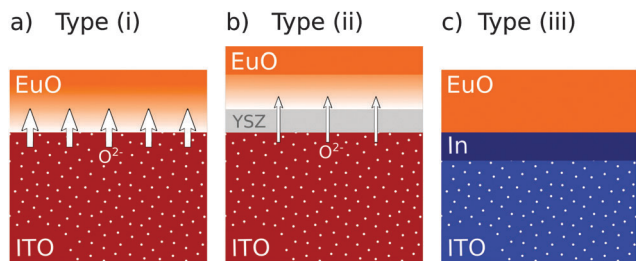 a) Type (i)
EuO
O²⁻
ITO
b) Type (ii)
EuO
YSZ
O²⁻
ITO
c) Type (iii)
EuO
In
ITO